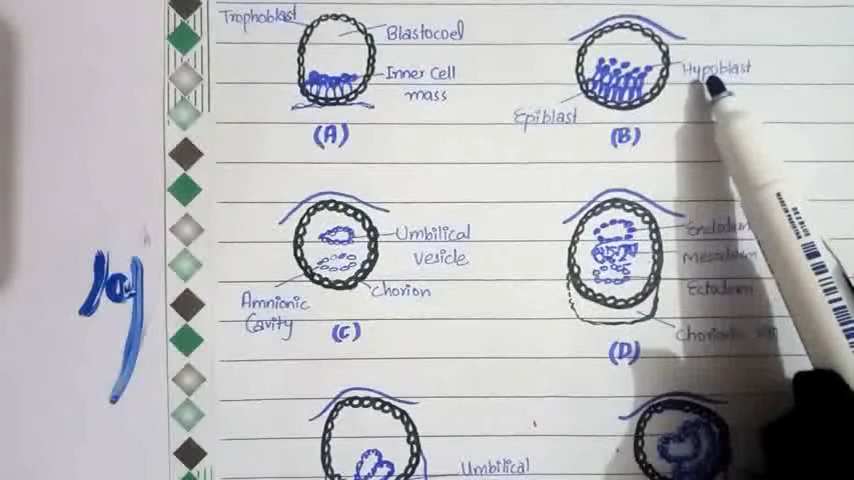 Trophoblast
Blastocoel
Inner Cell
mass
(A)
Hypoblast
Epiblast
(B)
Umbilical
Vesicle
Amnionic
Cavity
Chorion
(C)
Endoderm
Mesoderm
Ectoderm
(D)
Umbilical